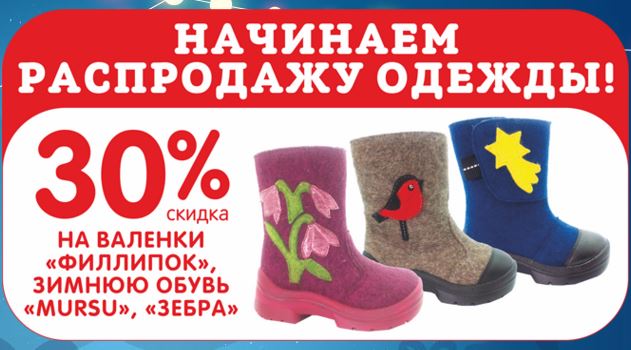 НАЧИНАЕМ
РАСПРОДАЖУ ОДЕЖДЫ!
30%
скидка
НА ВАЛЕНКИ
«ФИЛЛИПОК»,
ЗИМНЮЮ ОБУВЬ
«MURSU», «ЗЕБРА»